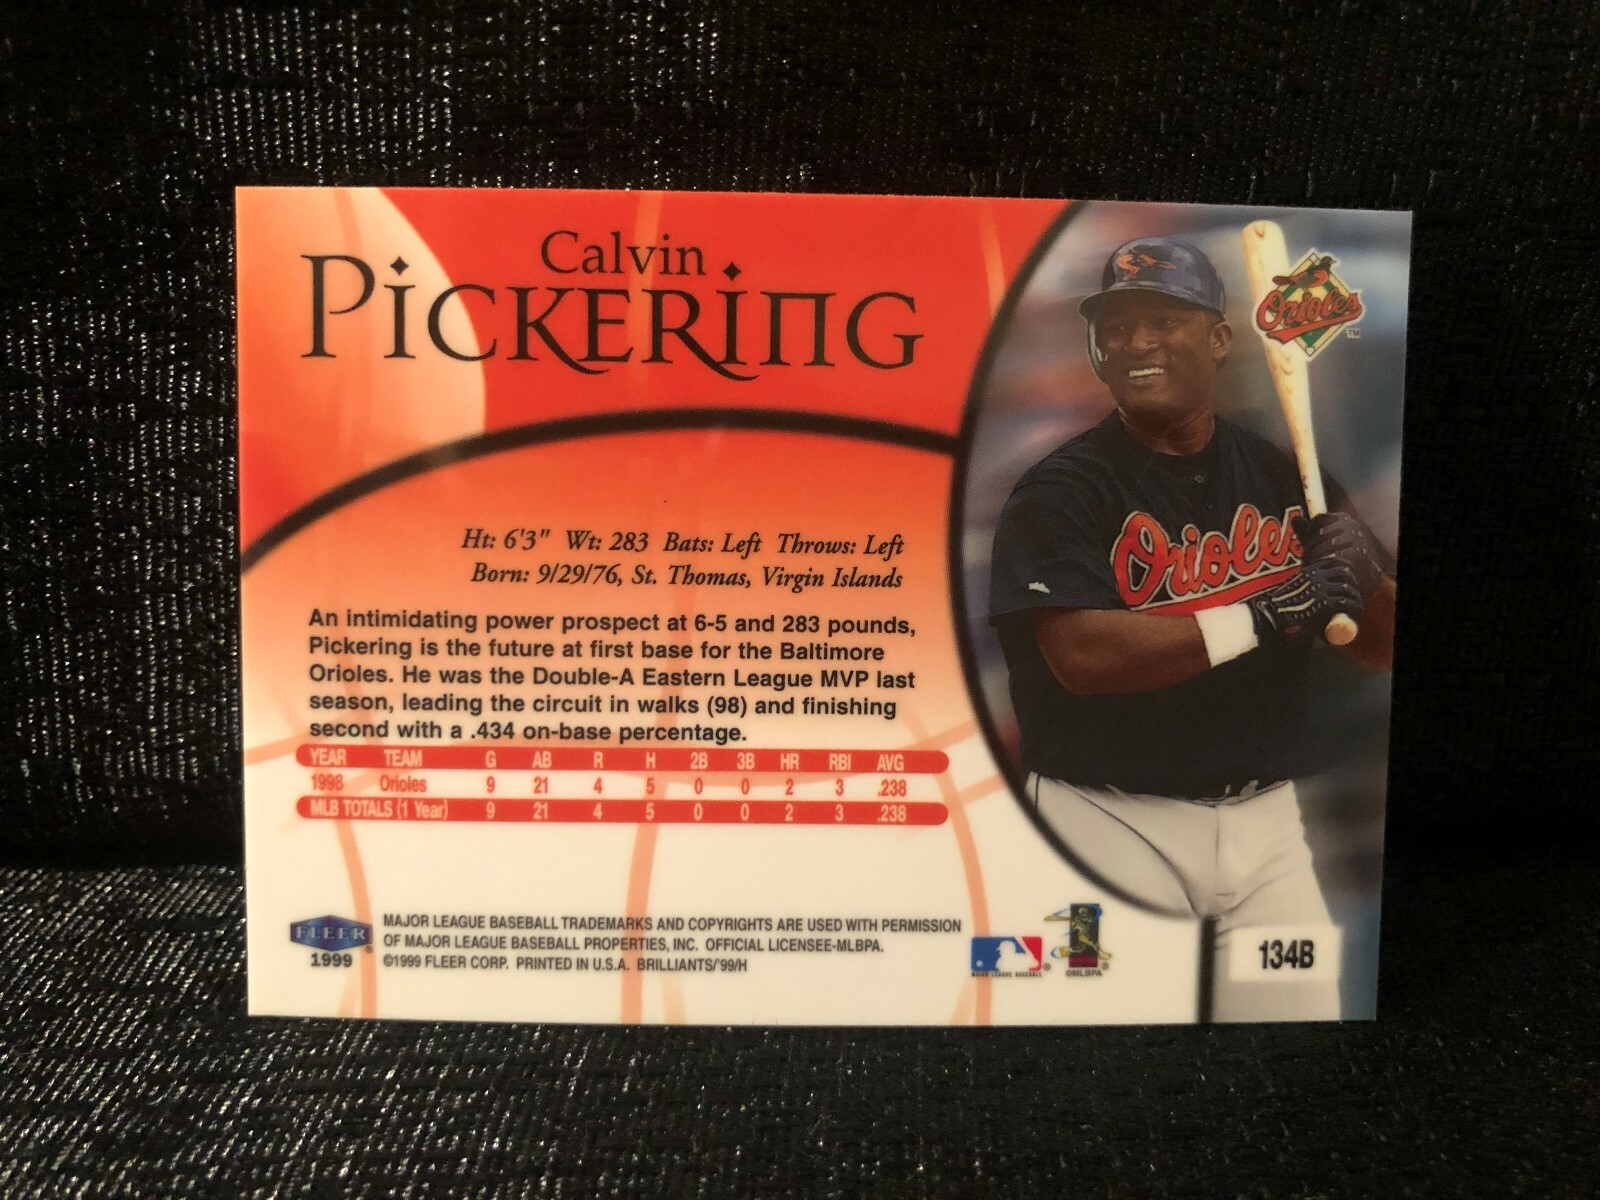 Calvin
PiCKERiNG
Orioles
TM
Orioles
Ht: 6'3" Wt: 283 Bats: Left Throws: Left
Born: 9/29/76, St. Thomas, Virgin Islands
An intimidating power prospect at 6-5 and 283 pounds,
Pickering is the future at first base for the Baltimore
Orioles. He was the Double-A Eastern League MVP last
season, leading the circuit in walks (98) and finishing
second with a .434 on-base percentage.
YEAR TEAM G AB R H 2B 3B HR RBI AVG
1998 Orioles 9 21 4 5 0 0 2 3 .238
MLB TOTALS (1 Year) 9 21 4 5 0 0 2 3 .238
FLEER ®
1999
MAJOR LEAGUE BASEBALL TRADEMARKS AND COPYRIGHTS ARE USED WITH PERMISSION
OF MAJOR LEAGUE BASEBALL PROPERTIES, INC. OFFICIAL LICENSEE-MLBPA.
©1999 FLEER CORP. PRINTED IN U.S.A. BRILLIANTS/'99/H
MAJOR LEAGUE BASEBALL ®
©MLBPA
134B